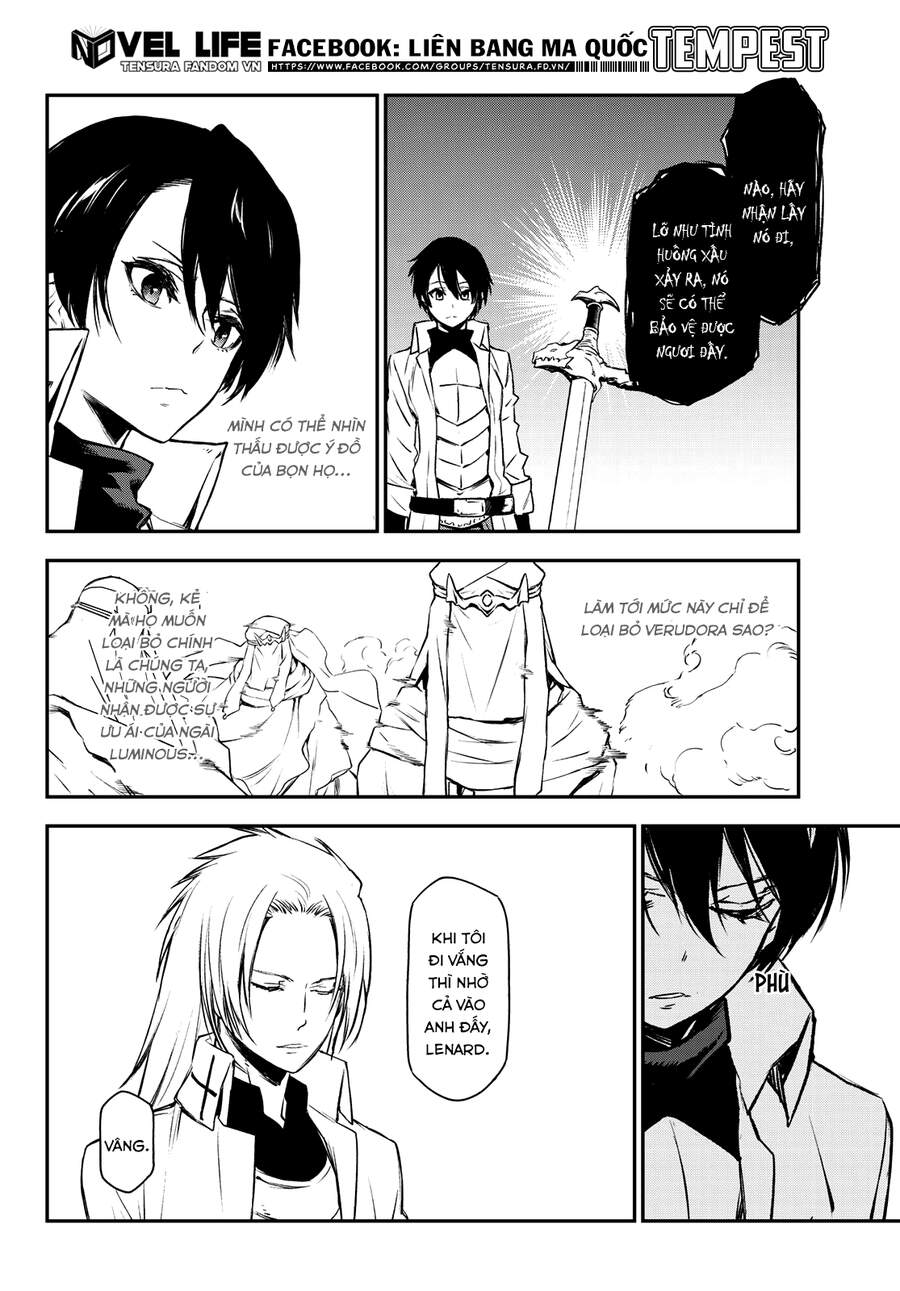 NOVEL LIFE
TENSURA FANDOM VN
FACEBOOK: LIÊN BANG MA QUỐC
TEMPEST
HTTPS://WWW.FACEBOOK.COM/GROUPS/TENSURA.FD.VN/
NÀO, HÃY
NHẬN LẤY
NÓ ĐI,
LỠ NHƯ TÌNH
HUỐNG XẤU
XẢY RA, NÓ
SẼ CÓ THỂ
BẢO VỆ ĐƯỢC
NGƯƠI ĐẤY.
MÌNH CÓ THỂ NHÌN
THẤU ĐƯỢC Ý ĐỒ
CỦA BỌN HỌ...
LÀM TỚI MỨC NÀY CHỈ ĐỂ
LOẠI BỎ VERUDORA SAO?
KHÔNG, KẺ
MÀ HỌ MUỐN
LOẠI BỎ CHÍNH
LÀ CHÚNG TA,
NHỮNG NGƯỜI
NHẬN ĐƯỢC SỰ
ƯU ÁI CỦA NGÀI
LUMINOUS...
PHÙ
KHI TÔI
ĐI VẮNG
THÌ NHỜ
CẢ VÀO
ANH ĐẤY,
LENARD.
VÂNG.